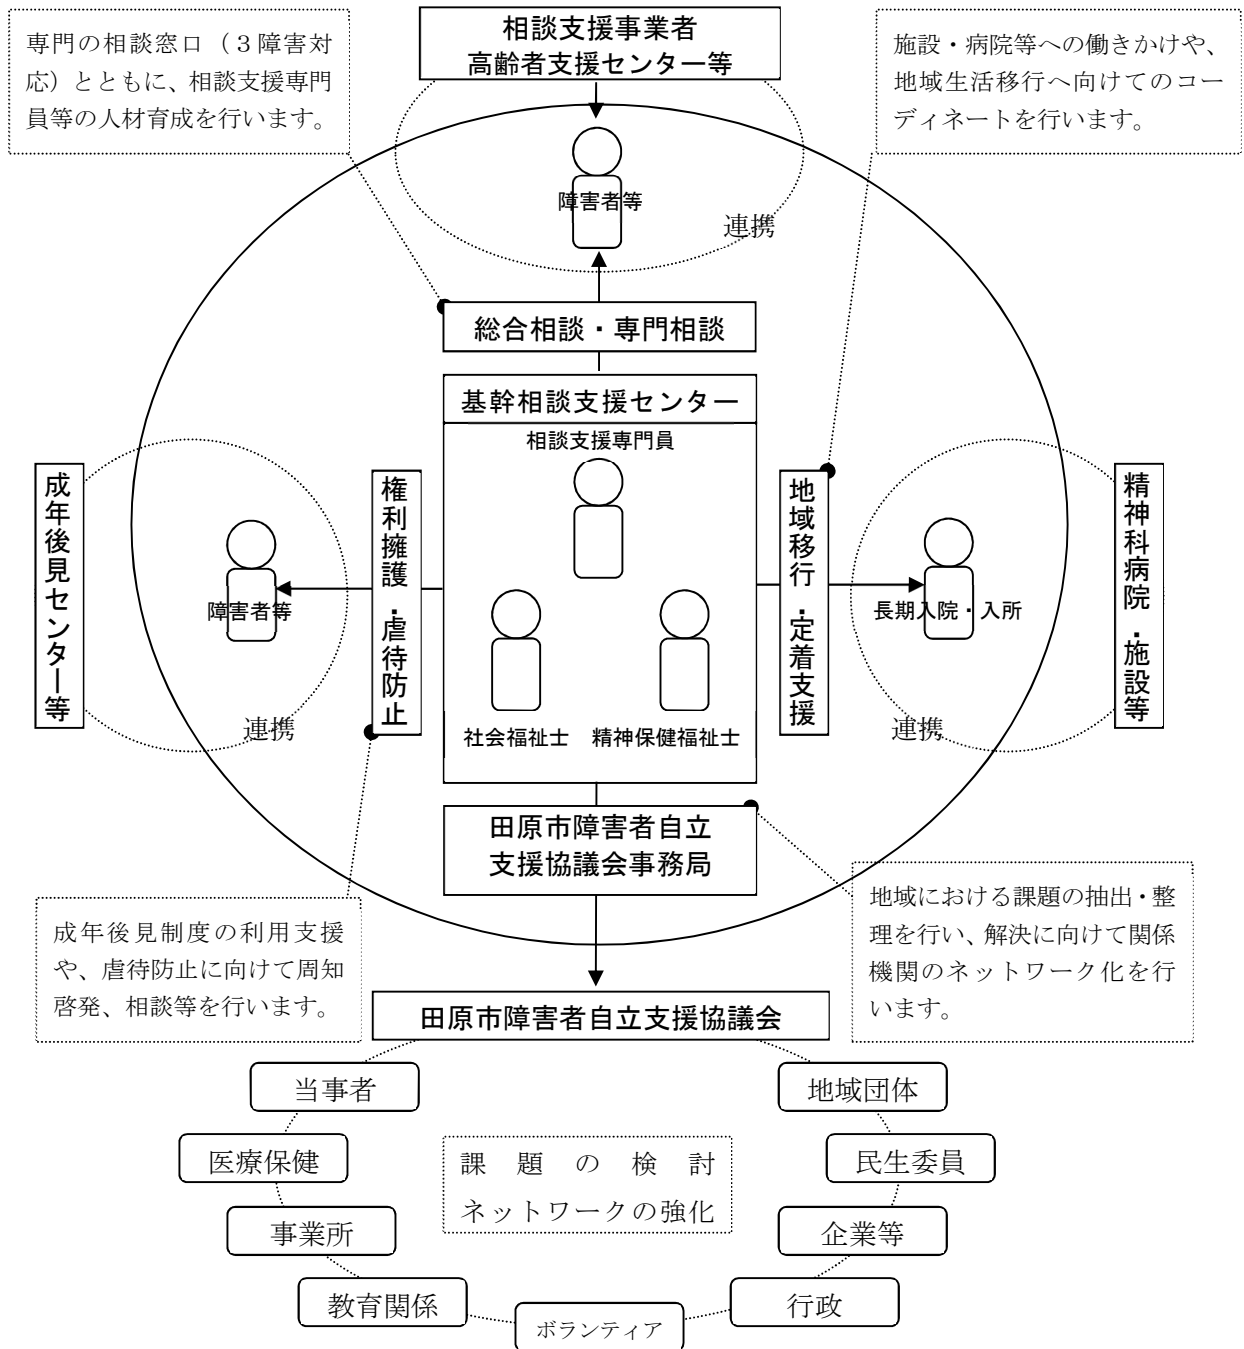 相談支援事業者
高齢者支援センター等
専門の相談窓口（３障害対
応）とともに、相談支援専門
員等の人材育成を行います。
施設・病院等への働きかけや、
地域生活移行へ向けてのコー
ディネートを行います。
障害者等
連携
総合相談・専門相談
基幹相談支援センター
相談支援専門員
社会福祉士
精神保健福祉士
成年後見センター等
障害者等
連携
権利擁護・虐待防止
地域移行・定着支援
長期入院・入所
連携
精神科病院・施設等
田原市障害者自立
支援協議会事務局
成年後見制度の利用支援
や、虐待防止に向けて周知
啓発、相談等を行います。
地域における課題の抽出・整
理を行い、解決に向けて関係
機関のネットワーク化を行
います。
田原市障害者自立支援協議会
当事者
地域団体
医療保健
課題の検討
ネットワークの強化
民生委員
事業所
企業等
教育関係
ボランティア
行政